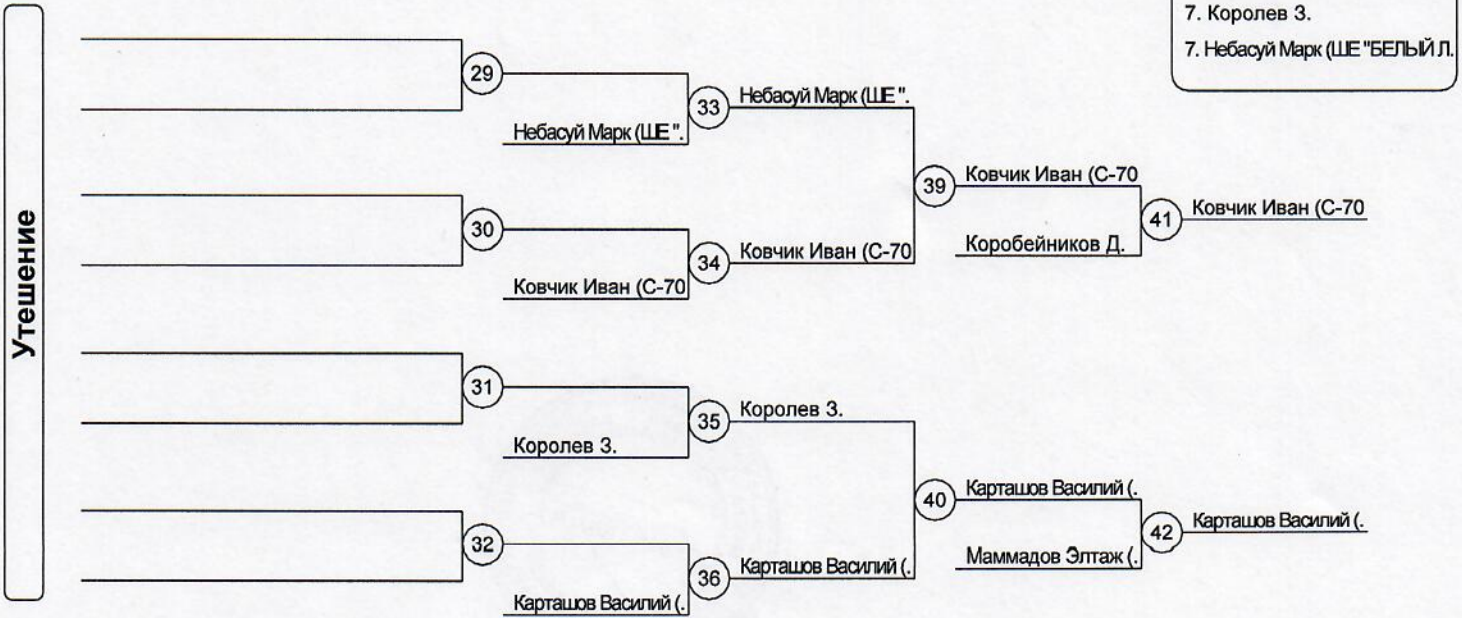 7. Королев З.
7. Небасуй Марк (ШЕ "БЕЛЫЙ Л.
Утешение
29
Небасуй Марк (ШЕ ".
33
Небасуй Марк (ШЕ ".
30
Ковчик Иван (С-70
34
Ковчик Иван (С-70
39
Ковчик Иван (С-70
Коробейников Д.
41
Ковчик Иван (С-70
31
Королев З.
35
Королев З.
32
Карташов Василий (.
36
Карташов Василий (.
40
Карташов Василий (.
Маммадов Элтаж (.
42
Карташов Василий (.